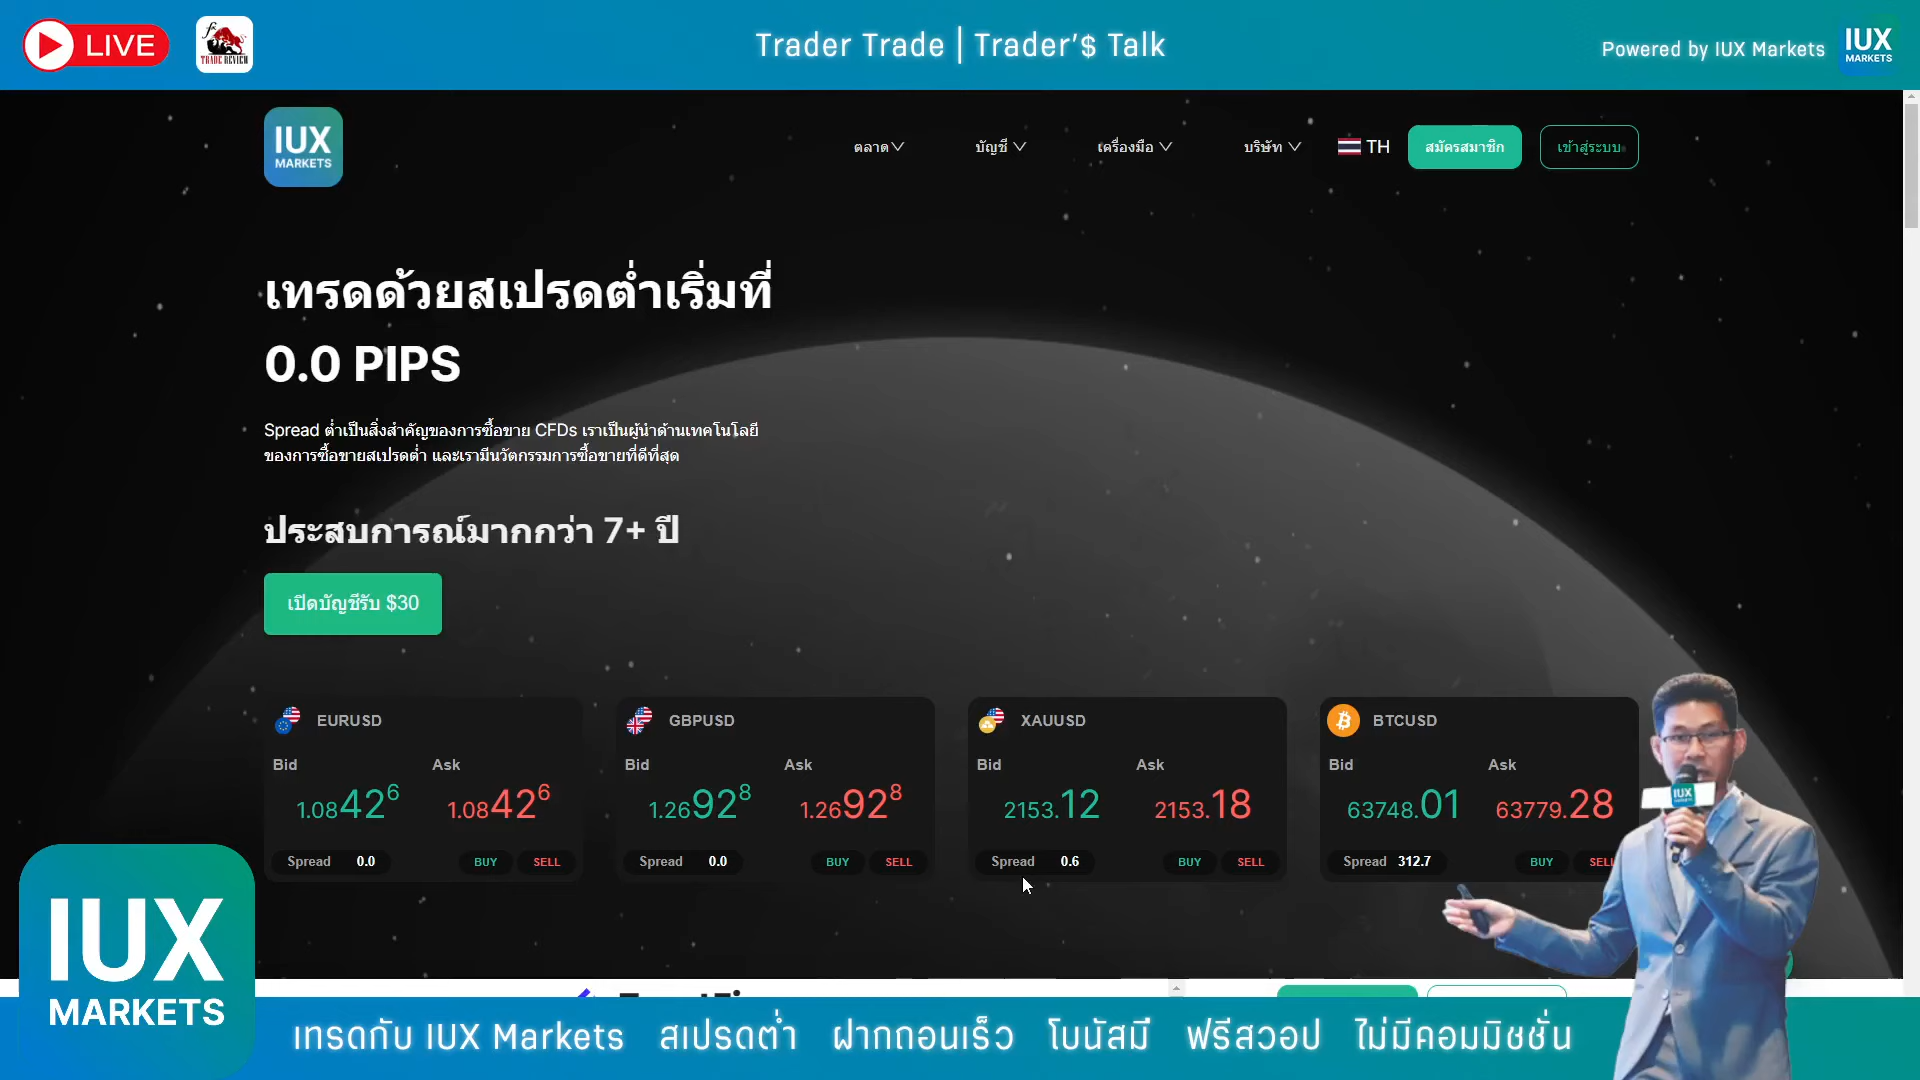 LIVE
TRADE REVIEW
Trader Trade | Trader’$ Talk
Powered by IUX Markets
IUX
MARKETS
IUX
MARKETS
ตลาด
บัญชี
เครื่องมือ
บริษัท
TH
สมัครสมาชิก
เข้าสู่ระบบ
เทรดด้วยสเปรดต่ำเริ่มที่
0.0 PIPS
Spread ต่ำเป็นสิ่งสำคัญของการซื้อขาย CFDs เราเป็นผู้นำด้านเทคโนโลยี
ของการซื้อขายสเปรดต่ำ และเรามีนวัตกรรมการซื้อขายที่ดีที่สุด
ประสบการณ์มากกว่า 7+ ปี
เปิดบัญชีรับ $30
EURUSD
Bid
Ask
1.08426
1.08426
Spread 0.0
BUY
SELL
GBPUSD
Bid
Ask
1.26928
1.26928
Spread 0.0
BUY
SELL
XAUUSD
Bid
Ask
2153.12
2153.18
Spread 0.6
BUY
SELL
BTCUSD
Bid
Ask
63748.01
63779.28
Spread 312.7
BUY
SELL
IUX
IUX
MARKETS
เทรดกับ IUX Markets สเปรดต่ำ ฝากถอนเร็ว โบนัสมี ฟรีสวอป ไม่มีคอมมิชชั่น